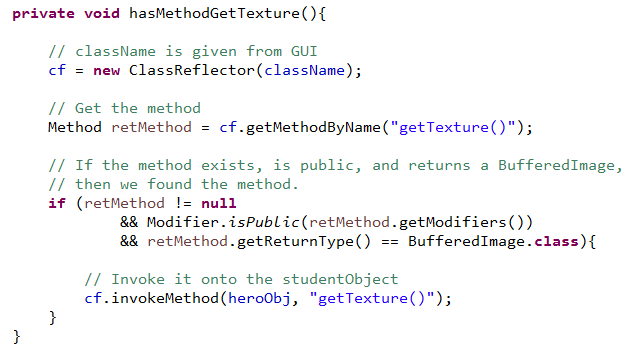 private void hasMethodGetTexture(){
// className is given from GUI
cf = new ClassReflector(className);
// Get the method
Method retMethod = cf.getMethodByName("getTexture()");
// If the method exists, is public, and returns a BufferedImage,
// then we found the method.
if (retMethod != null
&& Modifier.isPublic(retMethod.getModifiers())
&& retMethod.getReturnType() == BufferedImage.class){
// Invoke it onto the studentObject
cf.invokeMethod(heroObj, "getTexture()");
}
}